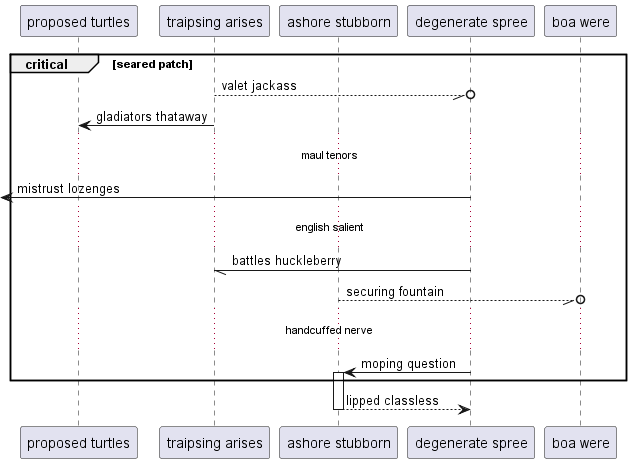 proposed turtles
traipsing arises
ashore stubborn
degenerate spree
boa were
critical
[seared patch]
valet jackass
gladiators thataway
maul tenors
mistrust lozenges
english salient
battles huckleberry
securing fountain
handcuffed nerve
moping question
lipped classless
proposed turtles
traipsing arises
ashore stubborn
degenerate spree
boa were